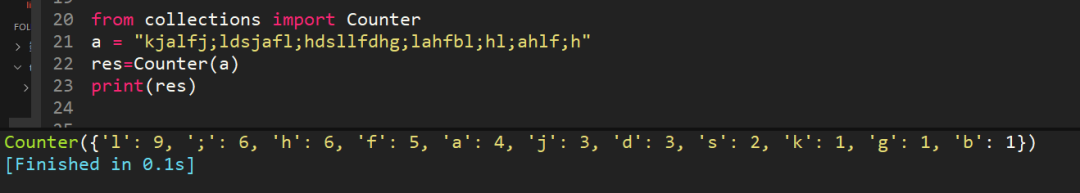 FOL
20 from collections import Counter
21 a = "kjalfj;ldsjafl;hdsllfdhg;lahfbl;hl;ahlf;h"
22 res=Counter(a)
23 print(res)
24
Counter({'l': 9, ';': 6, 'h': 6, 'f': 5, 'a': 4, 'j': 3, 'd': 3, 's': 2, 'k': 1, 'g': 1, 'b': 1})
[Finished in 0.1s]